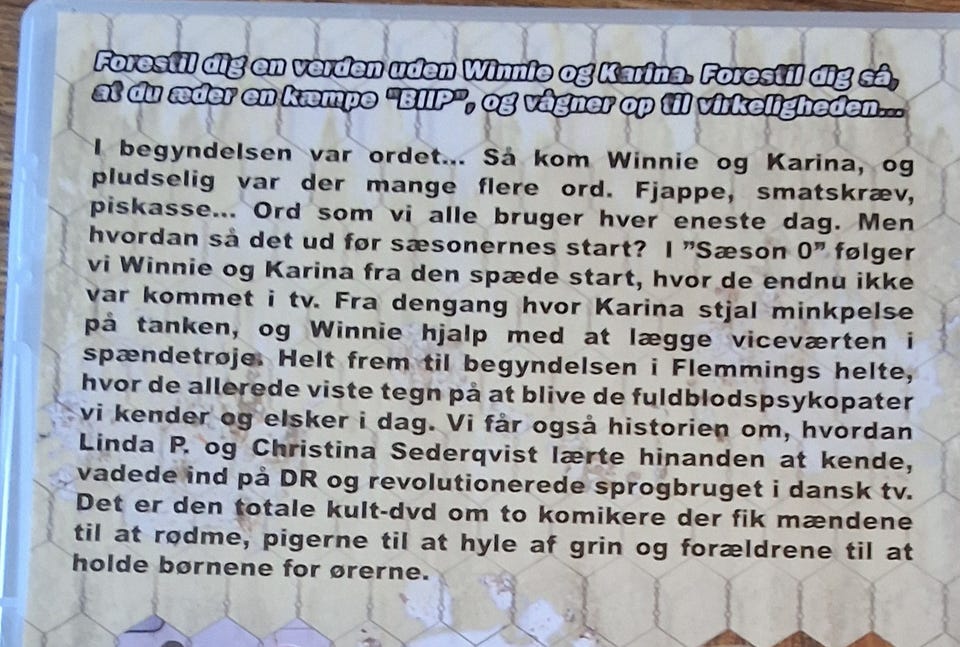 Forestil dig en verden uden Winnie og Karina. Forestil dig så,
at du æder en kæmpe "BIIP", og vågner op til virkeligheden...
I begyndelsen var ordet... Så kom Winnie og Karina, og
pludselig var der mange flere ord. Fjappe, smatskræv,
piskasse... Ord som vi alle bruger hver eneste dag. Men
hvordan så det ud før sæsonernes start? I ”Sæson 0” følger
vi Winnie og Karina fra den spæde start, hvor de endnu ikke
var kommet i tv. Fra dengang hvor Karina stjal minkpelse
på tanken, og Winnie hjalp med at lægge viceværten i
spændetrøje. Helt frem til begyndelsen i Flemmings helte,
hvor de allerede viste tegn på at blive de fuldblodspsykopater
vi kender og elsker i dag. Vi får også historien om, hvordan
Linda P. og Christina Sederqvist lærte hinanden at kende,
vadede ind på DR og revolutionerede sprogbruget i dansk tv.
Det er den totale kult-dvd om to komikere der fik mændene
til at rødme, pigerne til at hyle af grin og forældrene til at
holde børnene for ørerne.